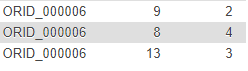 ORID_000006 9 2
ORID_000006 8 4
ORID_000006 13 3